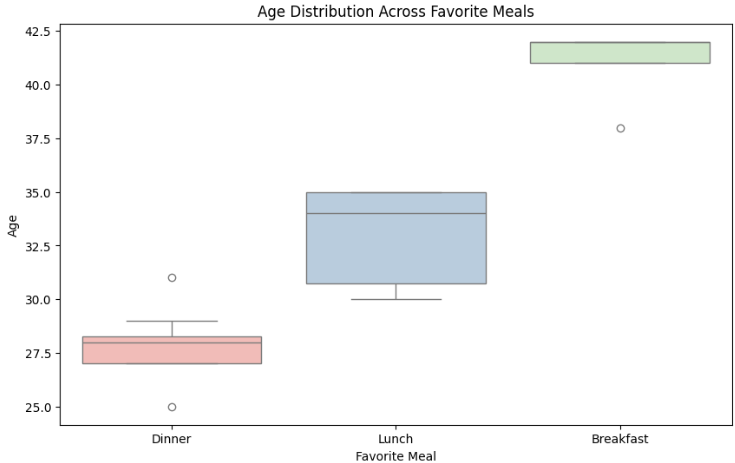 Age Distribution Across Favorite Meals
42.5
40.0
37.5
35.0
32.5
30.0
27.5
25.0
Age
Dinner Lunch Breakfast
Favorite Meal